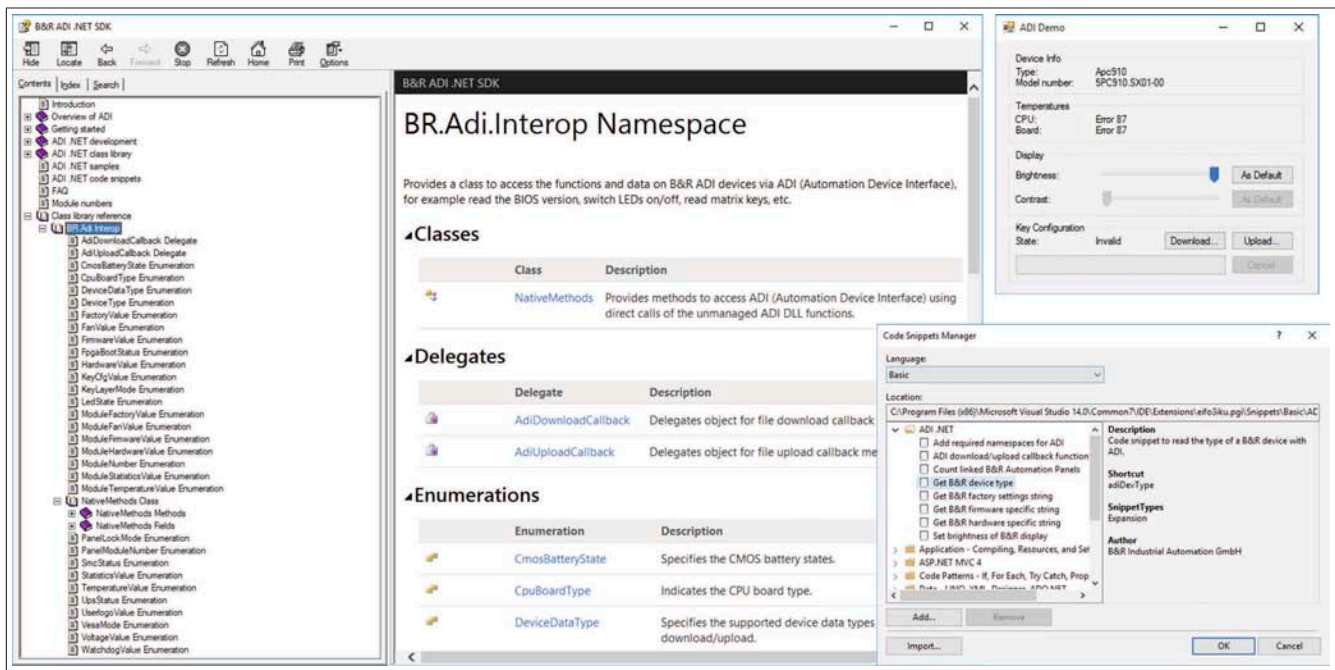 B&R ADI .NET SDK
Hide Locate Back Forward Stop Refresh Home Print Options
Contents Index Search
Introduction
Overview of ADI
Getting started
ADI .NET development
ADI .NET class library
ADI .NET samples
ADI .NET code snippets
FAQ
Module numbers
Class library reference
BR.Adi.Interop
AdiDownloadCallback Delegate
AdiUploadCallback Delegate
CmosBatteryState Enumeration
CpuBoardType Enumeration
DeviceDataType Enumeration
DeviceType Enumeration
FactoryValue Enumeration
FanValue Enumeration
FirmwareValue Enumeration
FpgaBootStatus Enumeration
HardwareValue Enumeration
KeyCfgValue Enumeration
KeyLayerMode Enumeration
LedState Enumeration
ModuleFactoryValue Enumeration
ModuleFanValue Enumeration
ModuleFirmwareValue Enumeration
ModuleHardwareValue Enumeration
ModuleNumber Enumeration
ModuleStatisticsValue Enumeration
ModuleTemperatureValue Enumeration
NativeMethods Class
NativeMethods Methods
NativeMethods Fields
PanelLockMode Enumeration
PanelModuleNumber Enumeration
SmcStatus Enumeration
StatisticsValue Enumeration
TemperatureValue Enumeration
UpsStatus Enumeration
UserlogoValue Enumeration
VesaMode Enumeration
VoltageValue Enumeration
WatchdogValue Enumeration
B&R ADI .NET SDK
BR.Adi.Interop Namespace
Provides a class to access the functions and data on B&R ADI devices via ADI (Automation Device Interface),
for example read the BIOS version, switch LEDs on/off, read matrix keys, etc.
Classes
Class Description
NativeMethods Provides methods to access ADI (Automation Device Interface) using
direct calls of the unmanaged ADI DLL functions.
Delegates
Delegate Description
AdiDownloadCallback Delegates object for file download callback
AdiUploadCallback Delegates object for file upload callback me
Enumerations
Enumeration Description
CmosBatteryState Specifies the CMOS battery states.
CpuBoardType Indicates the CPU board type.
DeviceDataType Specifies the supported device data types
download/upload.
ADI Demo
Device Info
Type: Apc910
Model number: 5PC910.SX01-00
Temperatures
CPU: Error 87
Board: Error 87
Display
Brightness: As Default
Contrast: As Default
Key Configuration
State: Invalid Download... Upload...
Cancel
Code Snippets Manager
Language:
Basic
Location:
C:\Program Files (x86)\Microsoft Visual Studio 14.0\Common7\IDE\Extensions\eifo3iku.pgi\Snippets\Basic\AD
ADI .NET
Add required namespaces for ADI
ADI download/upload callback function
Count linked B&R Automation Panels
Get B&R device type
Get B&R factory settings string
Get B&R firmware specific string
Get B&R hardware specific string
Set brightness of B&R display
Application - Compiling, Resources, and Set
ASP.NET MVC 4
Code Patterns - If, For Each, Try Catch, Prop
Description
Code snippet to read the type of a B&R device with
ADI.
Shortcut
adiDevType
SnippetTypes
Expansion
Author
B&R Industrial Automation GmbH
Add... Remove
Import... OK Cancel